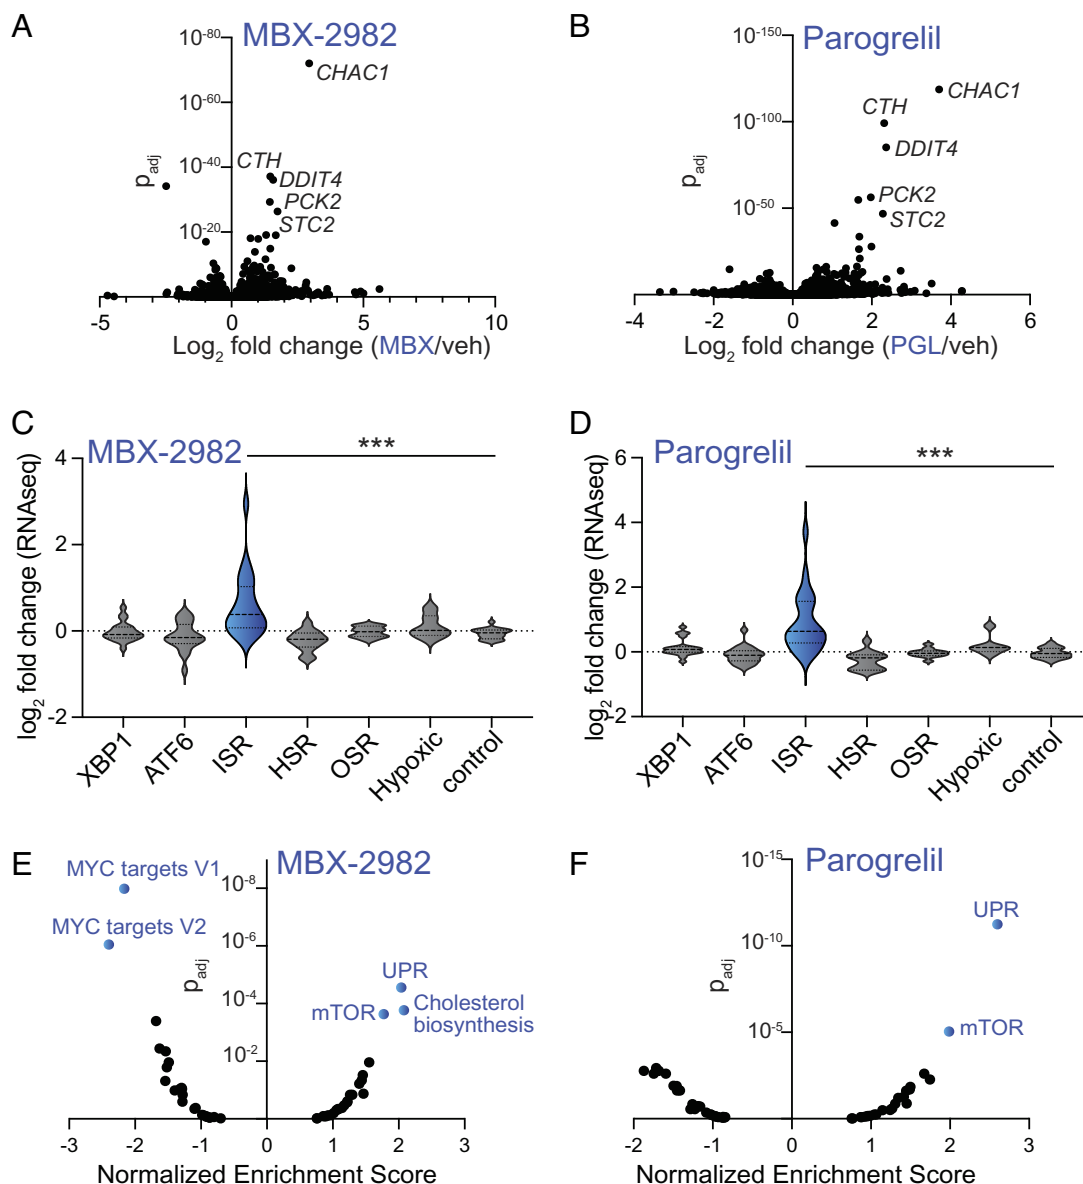 A
MBX-2982
10-80
10-60
10-40
10-20
padj
CHAC1
CTH
DDIT4
PCK2
STC2
-5
0
5
10
Log2 fold change (MBX/veh)
B
Parogrelil
10-150
10-100
10-50
padj
CHAC1
CTH
DDIT4
PCK2
STC2
-4
-2
0
2
4
6
Log2 fold change (PGL/veh)
C
MBX-2982
***
log2 fold change (RNAseq)
4
2
0
-2
XBP1
ATF6
ISR
HSR
OSR
Hypoxic
control
D
Parogrelil
***
log2 fold change (RNAseq)
6
4
2
0
-2
XBP1
ATF6
ISR
HSR
OSR
Hypoxic
control
E
MBX-2982
MYC targets V1
MYC targets V2
10-8
10-6
10-4
10-2
padj
UPR
mTOR
Cholesterol
biosynthesis
-3
-2
-1
0
1
2
3
Normalized Enrichment Score
F
Parogrelil
10-15
10-10
10-5
padj
UPR
mTOR
-2
-1
0
1
2
3
Normalized Enrichment Score